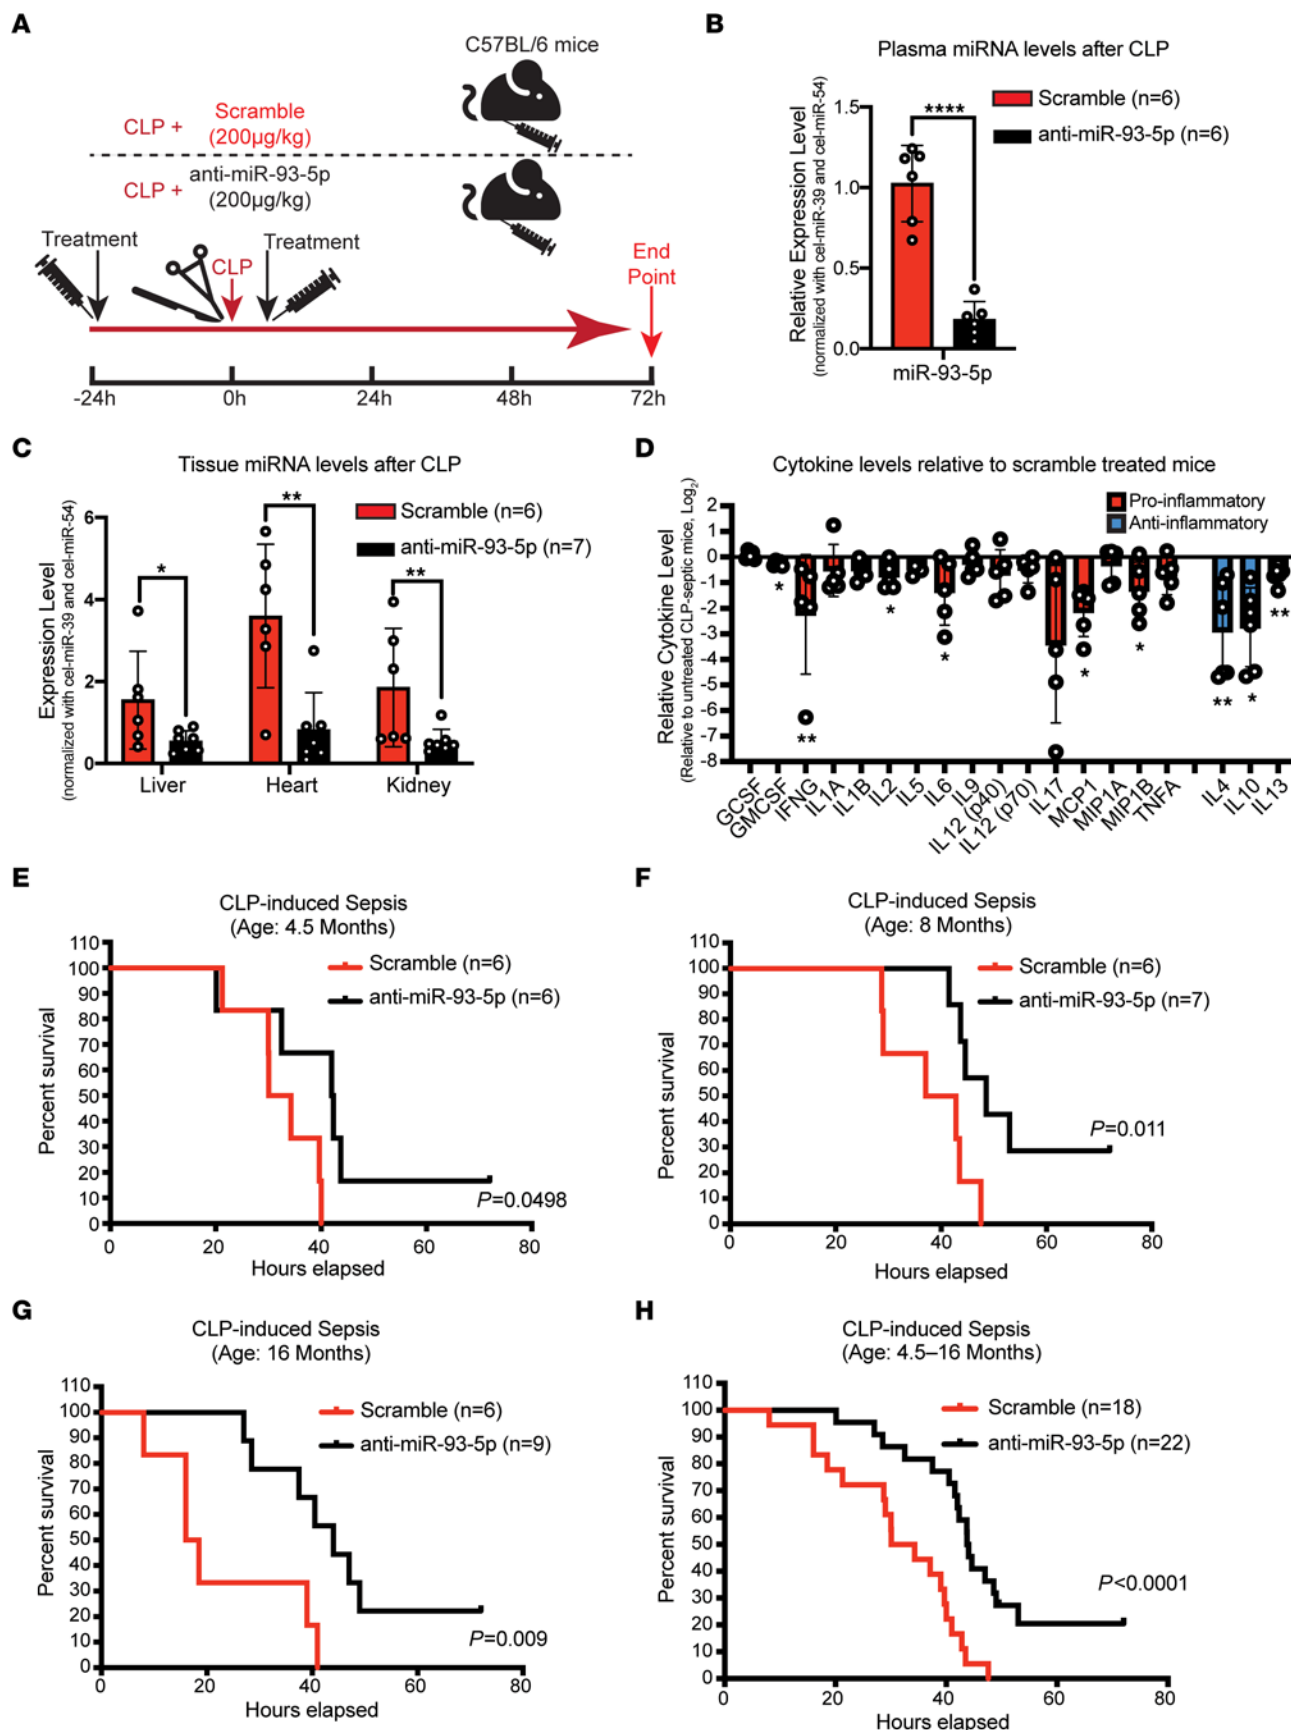 A
C57BL/6 mice
CLP +
Scramble
(200µg/kg)
CLP +
anti-miR-93-5p
(200µg/kg)
Treatment
CLP
Treatment
End
Point
-24h
0h
24h
48h
72h
B
Plasma miRNA levels after CLP
Relative Expression Level
(normalized with cel-miR-39 and cel-miR-54)
1.5
1.0
0.5
0.0
****
Scramble (n=6)
anti-miR-93-5p (n=6)
miR-93-5p
C
Tissue miRNA levels after CLP
Expression Level
(normalized with cel-miR-39 and cel-miR-54)
6
4
2
0
*
**
**
Scramble (n=6)
anti-miR-93-5p (n=7)
Liver
Heart
Kidney
D
Cytokine levels relative to scramble treated mice
Relative Cytokine Level
(Relative to untreated CLP-septic mice, Log2)
2
1
0
-1
-2
-3
-4
-5
-6
-7
-8
Pro-inflammatory
Anti-inflammatory
*
**
*
*
*
*
**
*
**
GCSF
GMCSF
IFNG
IL1A
IL1B
IL2
IL5
IL6
IL9
IL12 (p40)
IL12 (p70)
IL17
MCP1
MIP1A
MIP1B
TNFA
IL4
IL10
IL13
E
CLP-induced Sepsis
(Age: 4.5 Months)
Percent survival
110
100
90
80
70
60
50
40
30
20
10
0
Scramble (n=6)
anti-miR-93-5p (n=6)
P=0.0498
0
20
40
60
80
Hours elapsed
F
CLP-induced Sepsis
(Age: 8 Months)
Percent survival
110
100
90
80
70
60
50
40
30
20
10
0
Scramble (n=6)
anti-miR-93-5p (n=7)
P=0.011
0
20
40
60
80
Hours elapsed
G
CLP-induced Sepsis
(Age: 16 Months)
Percent survival
110
100
90
80
70
60
50
40
30
20
10
0
Scramble (n=6)
anti-miR-93-5p (n=9)
P=0.009
0
20
40
60
80
Hours elapsed
H
CLP-induced Sepsis
(Age: 4.5–16 Months)
Percent survival
110
100
90
80
70
60
50
40
30
20
10
0
Scramble (n=18)
anti-miR-93-5p (n=22)
P<0.0001
0
20
40
60
80
Hours elapsed